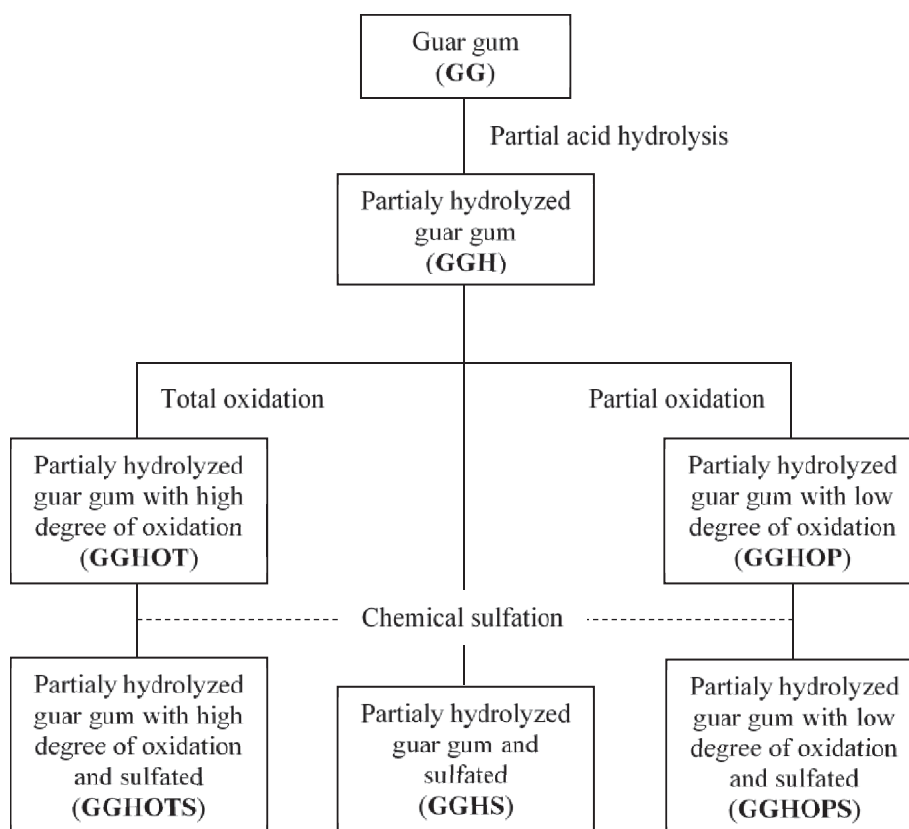 Guar gum
(GG)
Partial acid hydrolysis
Partialy hydrolyzed
guar gum
(GGH)
Total oxidation
Partial oxidation
Partialy hydrolyzed
guar gum with high
degree of oxidation
(GGHOT)
Partialy hydrolyzed
guar gum with low
degree of oxidation
(GGHOP)
Chemical sulfation
Partialy hydrolyzed
guar gum with high
degree of oxidation
and sulfated
(GGHOTS)
Partialy hydrolyzed
guar gum and
sulfated
(GGHS)
Partialy hydrolyzed
guar gum with low
degree of oxidation
and sulfated
(GGHOPS)